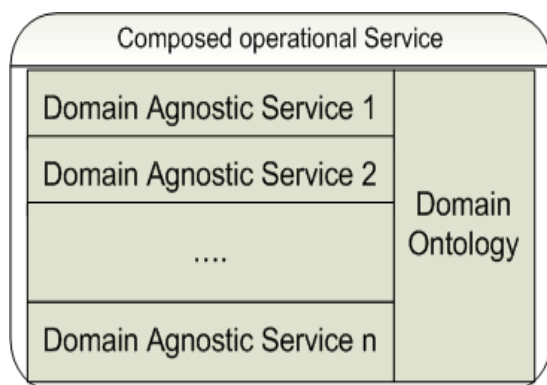 Composed operational Service
Domain Agnostic Service 1
Domain Agnostic Service 2
....
Domain Agnostic Service n
Domain
Ontology